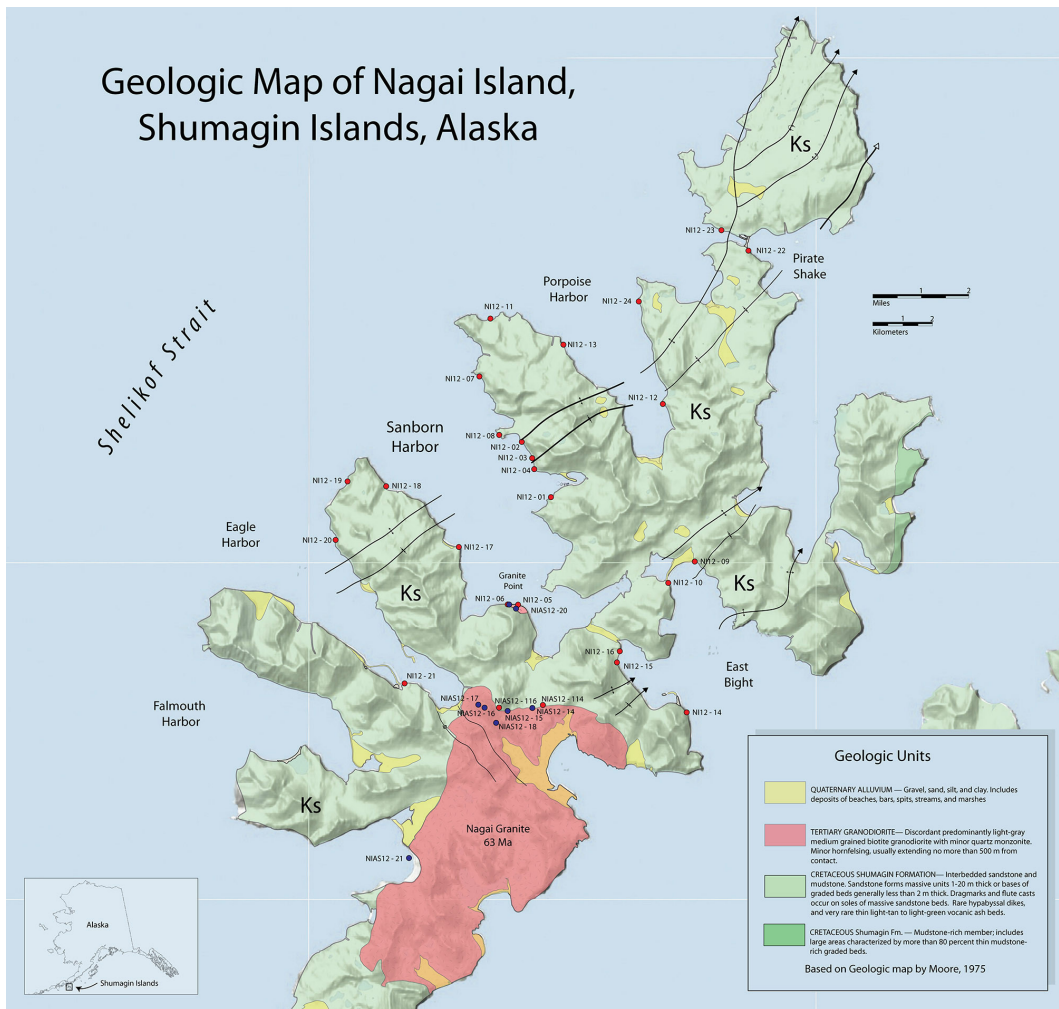 Geologic Map of Nagai Island,
Shumagin Islands, Alaska
Ks
NI12 - 23
NI12 - 22
Pirate
Shake
Porpoise
Harbor
NI12 - 24
1
2
Miles
1
2
Kilometers
Shelikof Strait
NI12 - 11
NI12 - 13
NI12 - 07
NI12 - 12
Ks
Sanborn
Harbor
NI12 - 08
NI12 - 02
NI12 - 03
NI12 - 04
NI12 - 01
NI12 - 19
NI12 - 18
Eagle
Harbor
NI12 - 20
NI12 - 17
NI12 - 09
NI12 - 10
Ks
Granite
Point
Ks
NI12 - 06
NI12 - 05
NIAS12 - 20
NI12 - 16
NI12 - 15
East
Bight
NI12 - 21
Falmouth
Harbor
NIAS12 - 17
NIAS12 - 116
NIAS12 - 114
NIAS12 - 16
NIAS12 - 14
NIAS12 - 15
NIAS12 - 18
NI12 - 14
Ks
Nagai Granite
63 Ma
NIAS12 - 21
Geologic Units
QUATERNARY ALLUVIUM — Gravel, sand, silt, and clay. Includes
deposits of beaches, bars, spits, streams, and marshes
TERTIARY GRANODIORITE— Discordant predominantly light-gray
medium grained biotite granodiorite with minor quartz monzonite.
Minor hornfelsing, usually extending no more than 500 m from
contact.
CRETACEOUS SHUMAGIN FORMATION— Interbedded sandstone and
mudstone. Sandstone forms massive units 1-20 m thick or bases of
graded beds generally less than 2 m thick. Dragmarks and flute casts
occur on soles of massive sandstone beds. Rare hypabyssal dikes,
and very rare thin light-tan to light-green vocanic ash beds.
CRETACEOUS Shumagin Fm. — Mudstone-rich member; includes
large areas characterized by more than 80 percent thin mudstone-
rich graded beds.
Based on Geologic map by Moore, 1975
Alaska
Shumagin Islands